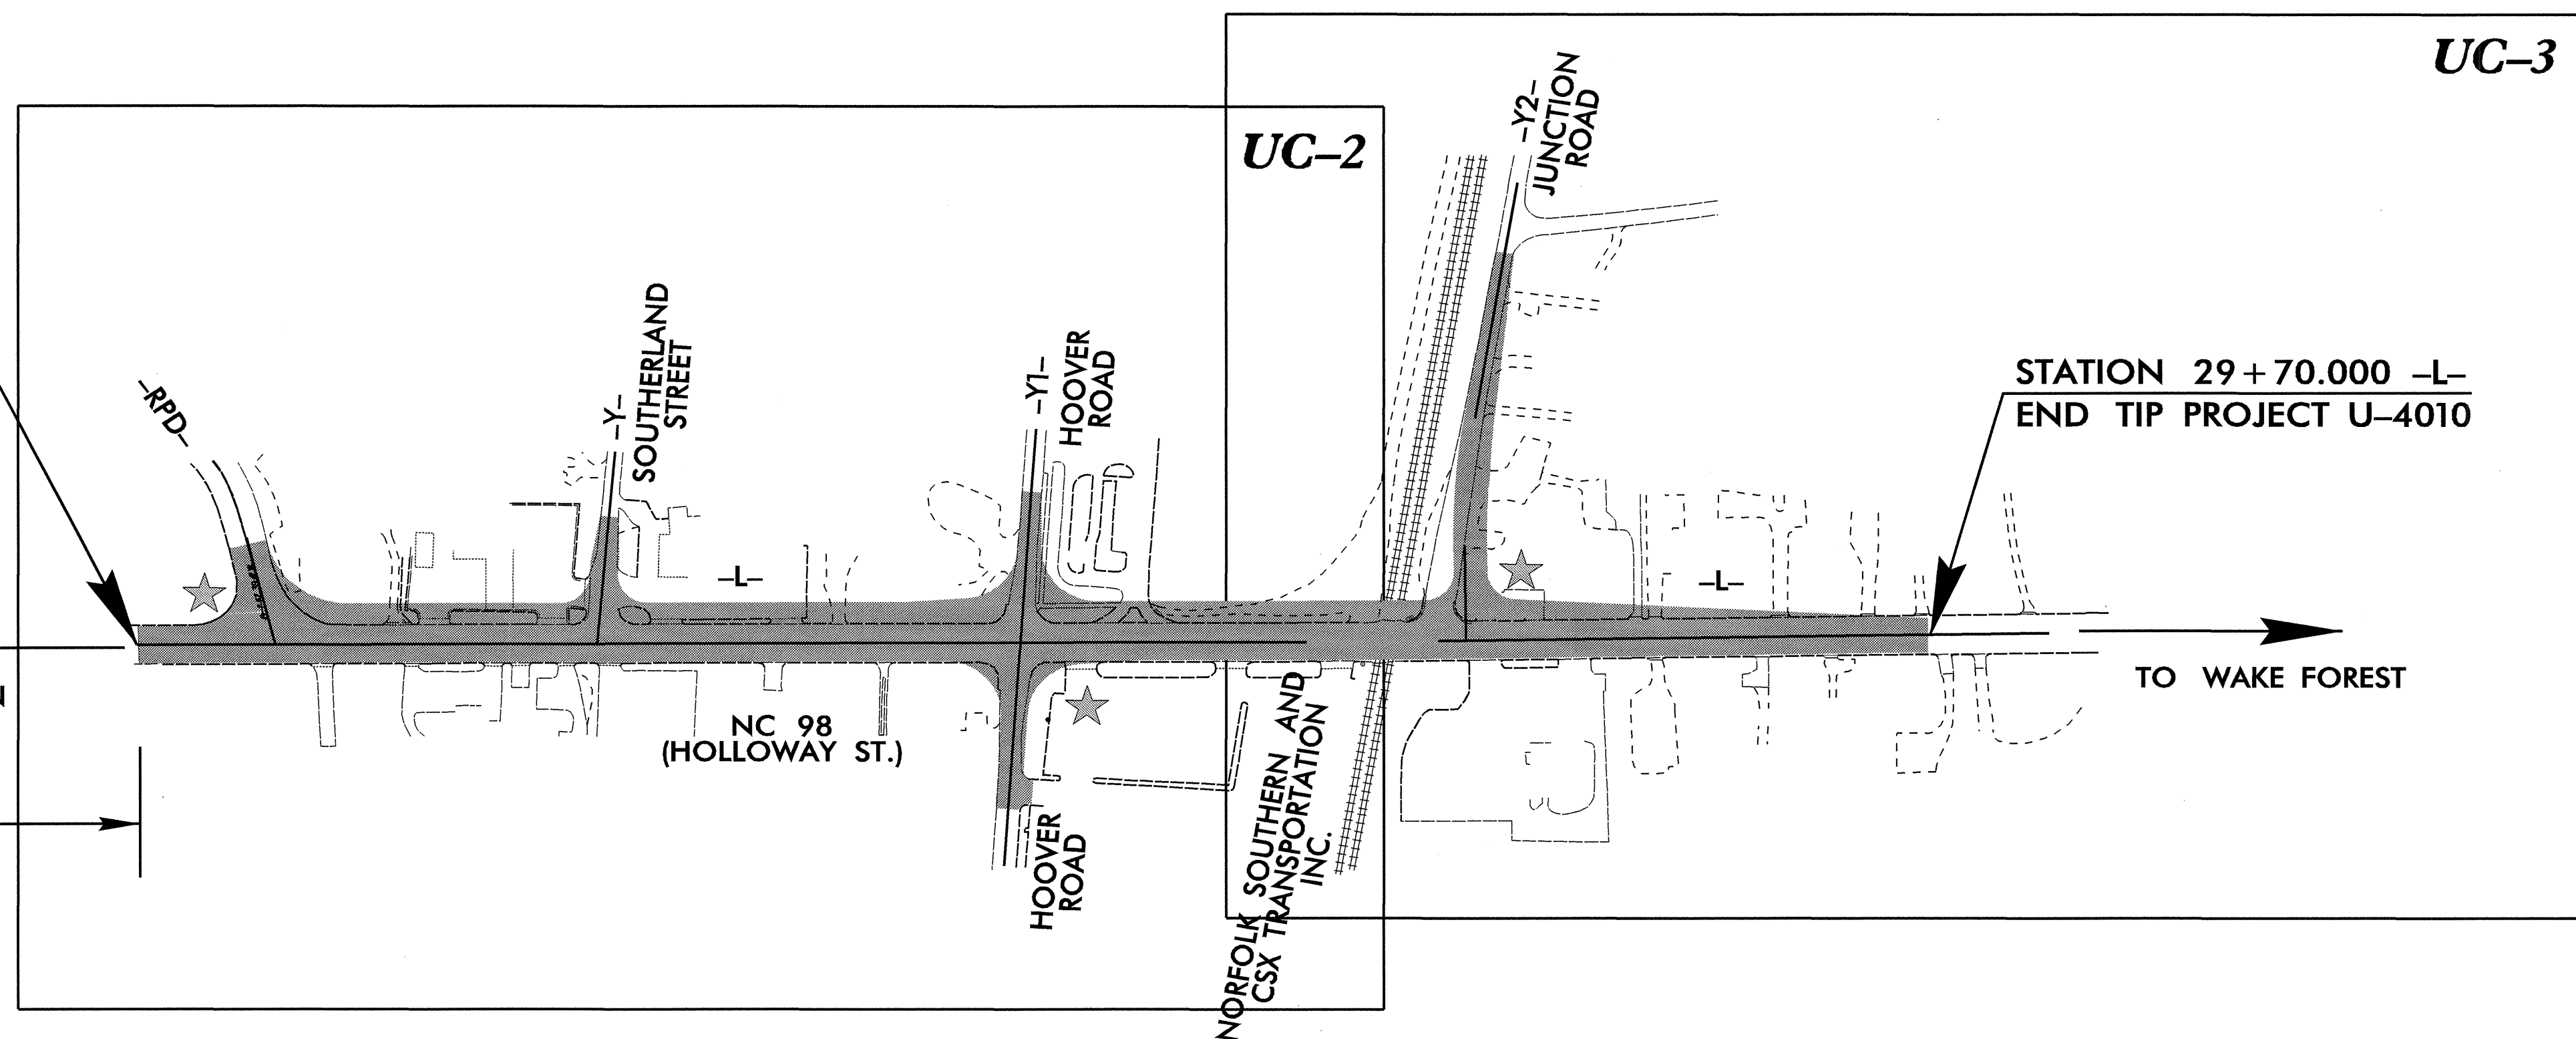 UC–3
UC–2
–Y2–
JUNCTION
ROAD
–RPD–
–Y–
SOUTHERLAND
STREET
–Y1–
HOOVER
ROAD
STATION 29+70.000 –L–
END TIP PROJECT U–4010
–L–
–L–
TO WAKE FOREST
NC 98
(HOLLOWAY ST.)
HOOVER
ROAD
NORFOLK SOUTHERN AND
CSX TRANSPORTATION
INC.